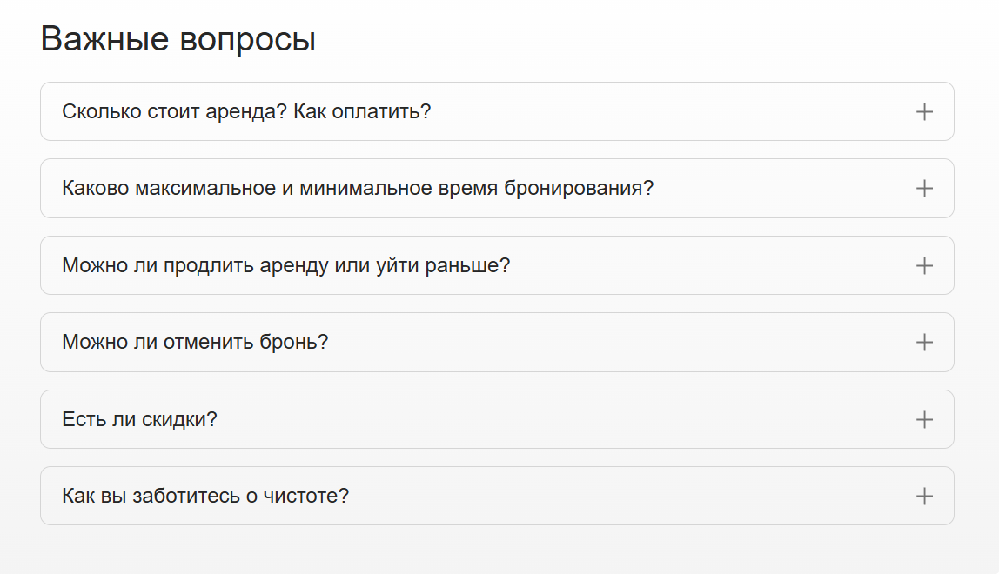 Важные вопросы
Сколько стоит аренда? Как оплатить?
Каково максимальное и минимальное время бронирования?
Можно ли продлить аренду или уйти раньше?
Можно ли отменить бронь?
Есть ли скидки?
Как вы заботитесь о чистоте?